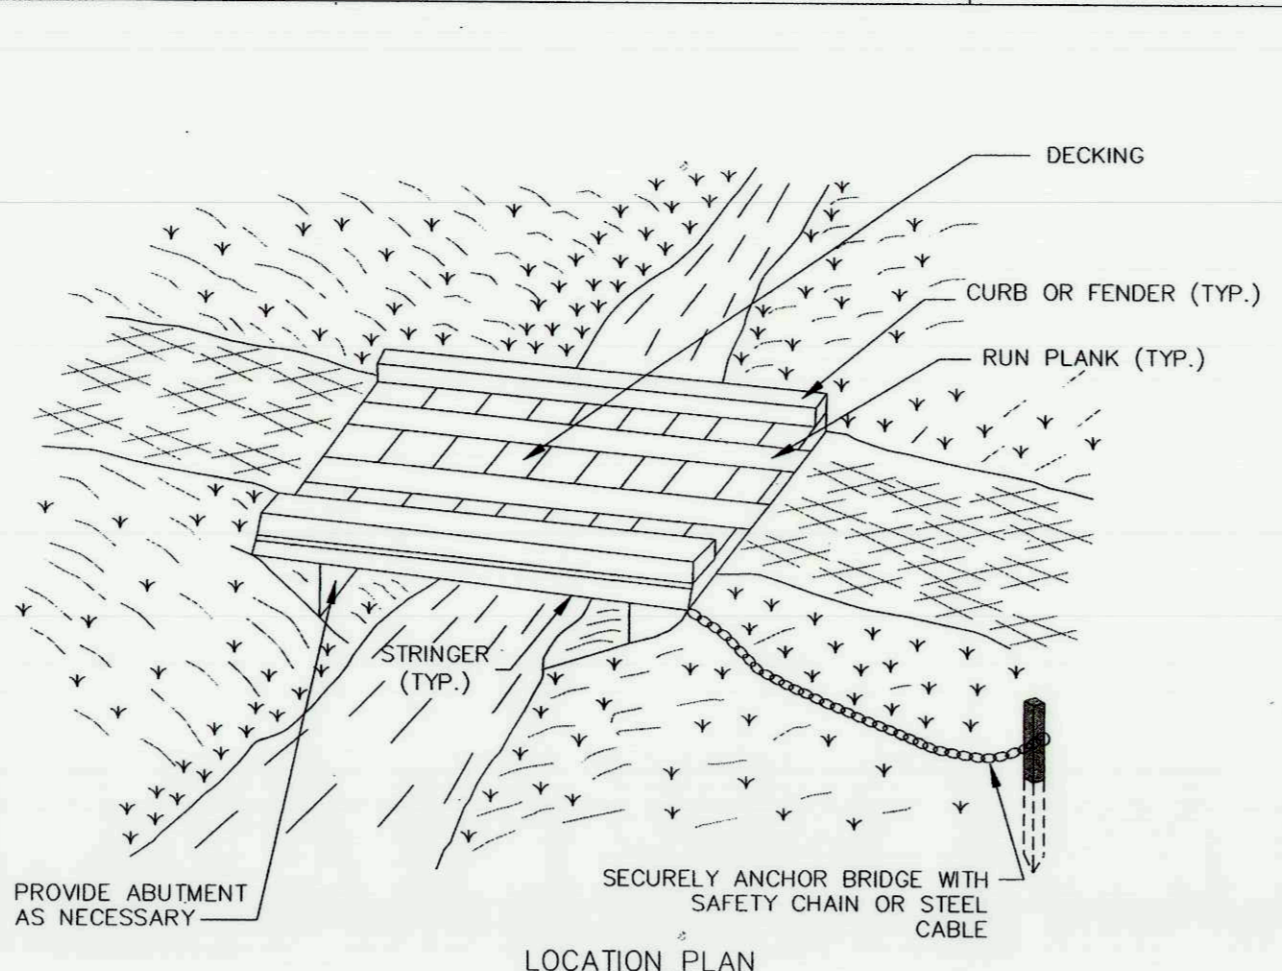 DECKING
CURB OR FENDER (TYP.)
RUN PLANK (TYP.)
STRINGER
(TYP.)
PROVIDE ABUTMENT
AS NECESSARY
SECURELY ANCHOR BRIDGE WITH
SAFETY CHAIN OR STEEL
CABLE
LOCATION PLAN